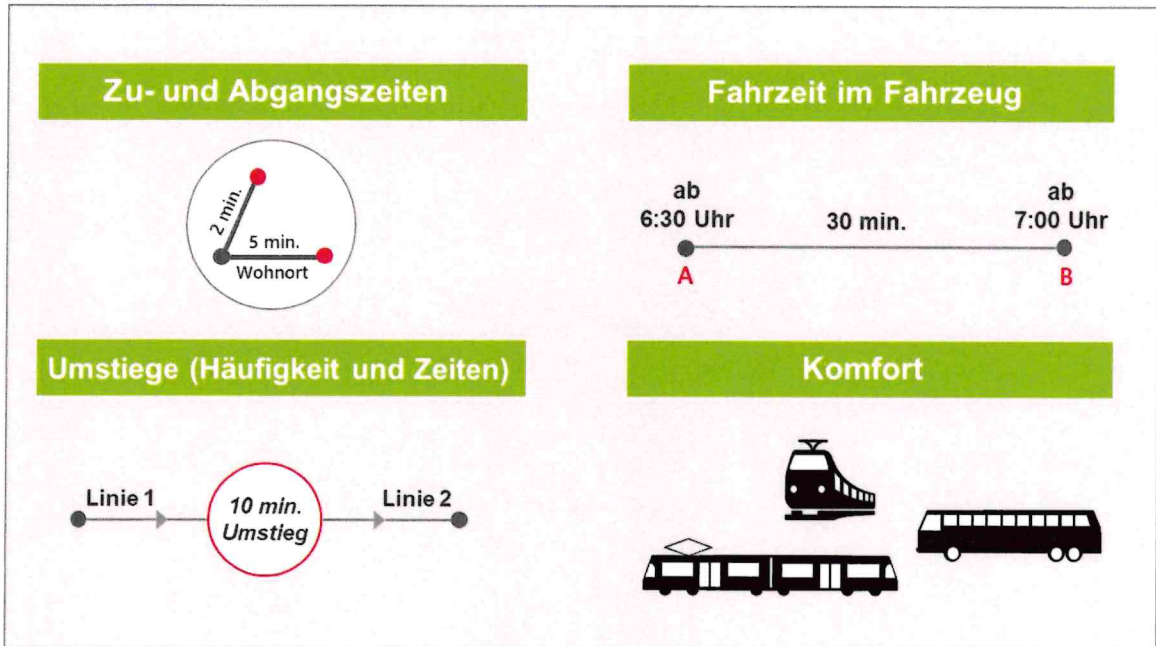 Zu- und Abgangszeiten
2 min.
5 min.
Wohnort
Fahrzeit im Fahrzeug
ab
6:30 Uhr
30 min.
ab
7:00 Uhr
A
B
Umstiege (Häufigkeit und Zeiten)
Linie 1
10 min.
Umstieg
Linie 2
Komfort